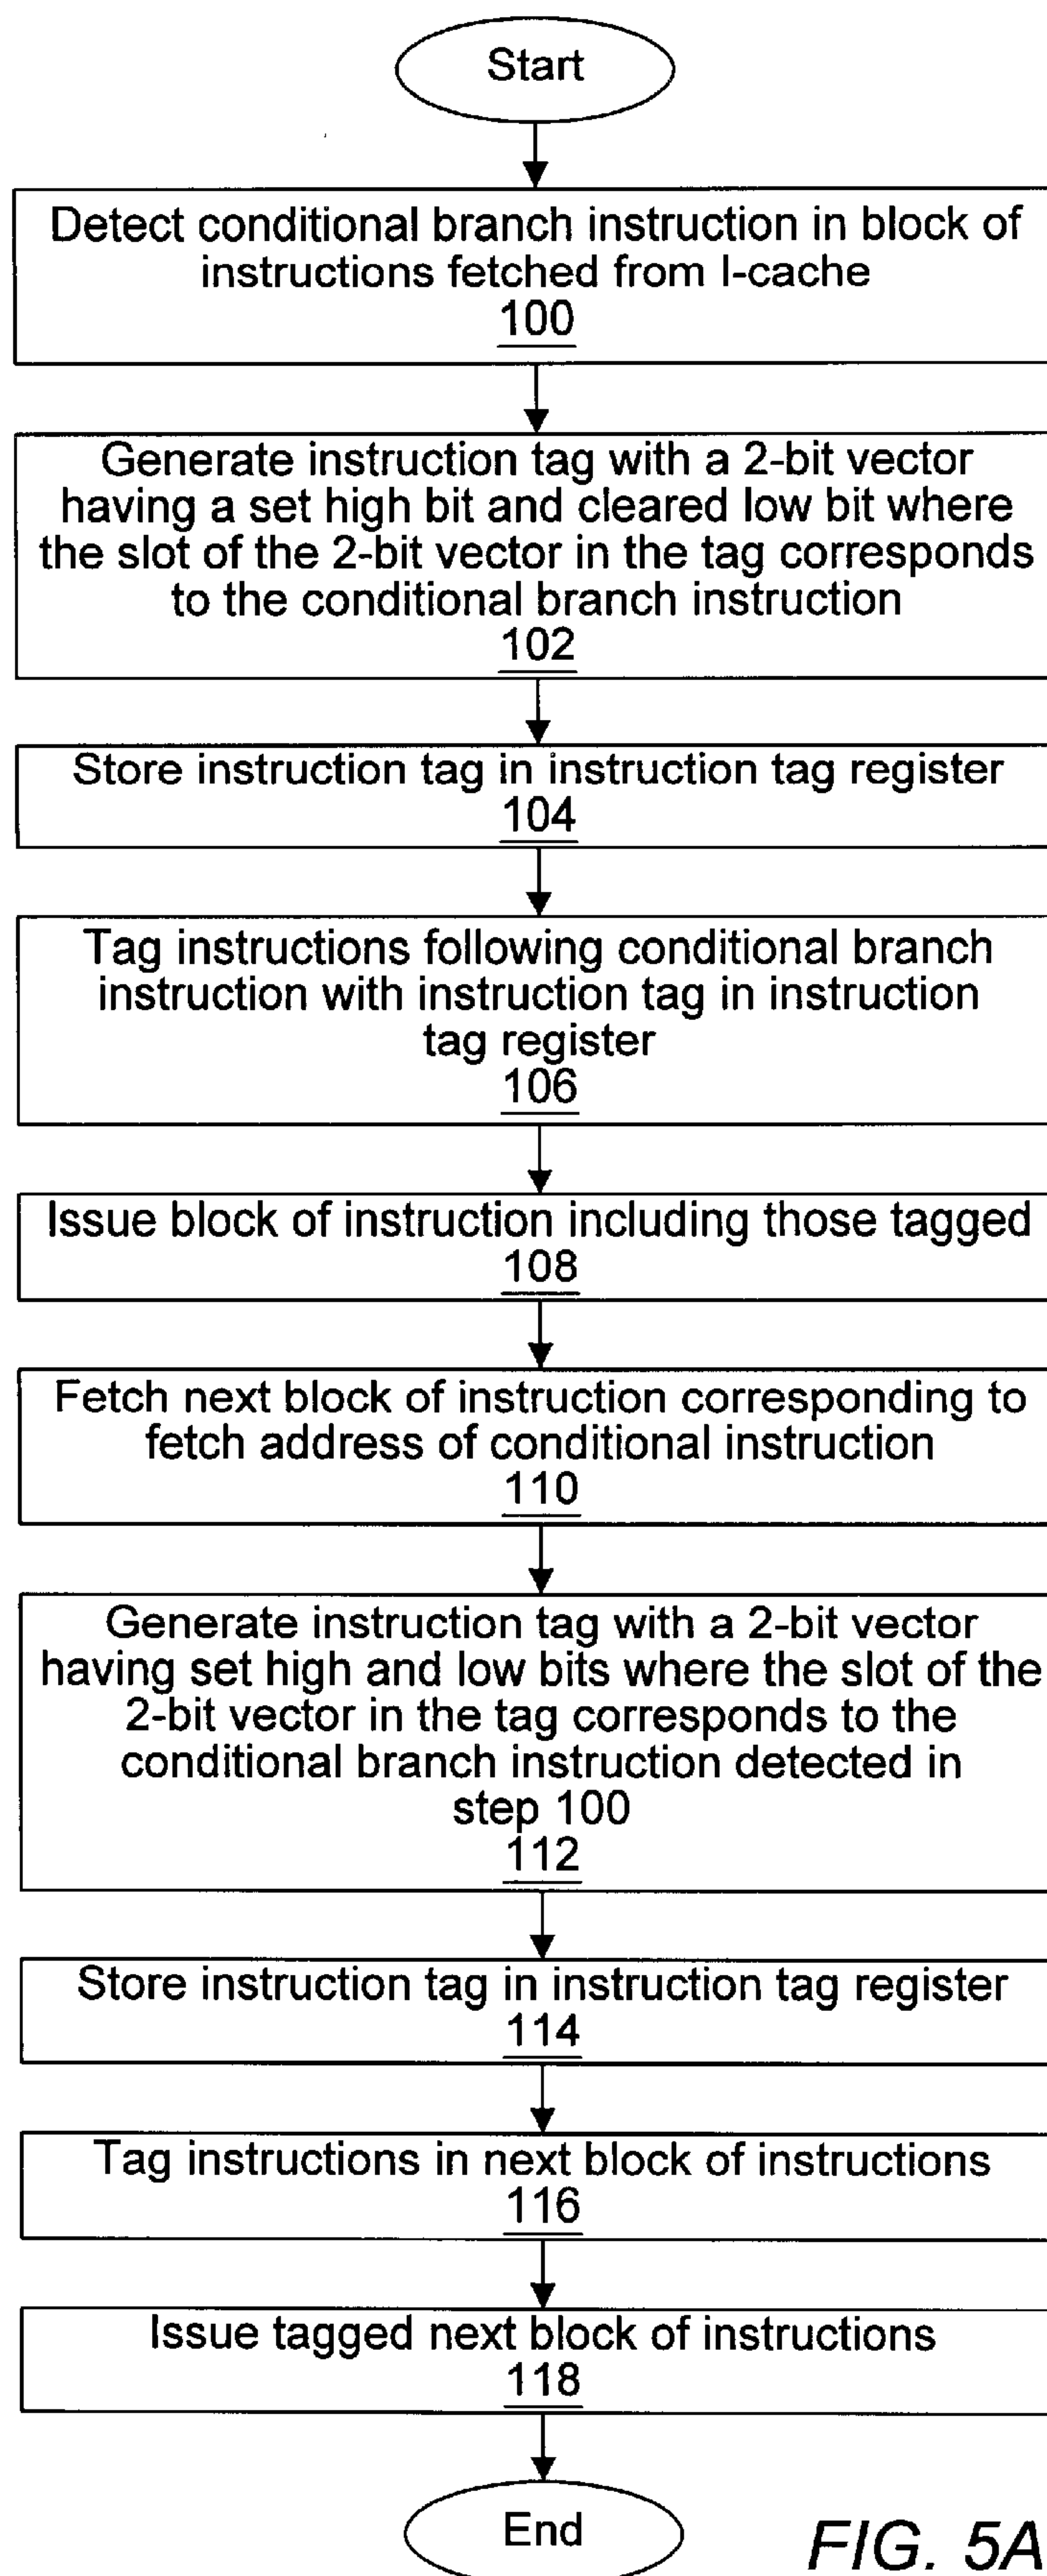 Start
Detect conditional branch instruction in block of
instructions fetched from I-cache
100
Generate instruction tag with a 2-bit vector
having a set high bit and cleared low bit where
the slot of the 2-bit vector in the tag corresponds
to the conditional branch instruction
102
Store instruction tag in instruction tag register
104
Tag instructions following conditional branch
instruction with instruction tag in instruction
tag register
106
Issue block of instruction including those tagged
108
Fetch next block of instruction corresponding to
fetch address of conditional instruction
110
Generate instruction tag with a 2-bit vector
having set high and low bits where the slot of the
2-bit vector in the tag corresponds to the
conditional branch instruction detected in
step 100
112
Store instruction tag in instruction tag register
114
Tag instructions in next block of instructions
116
Issue tagged next block of instructions
118
End
FIG. 5A